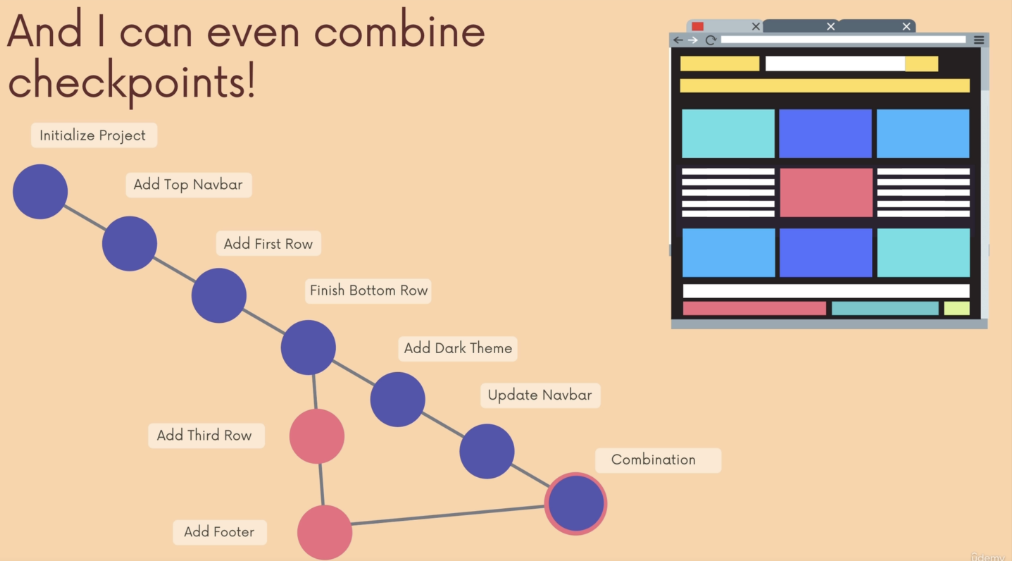 And I can even combine
checkpoints!
Initialize Project
Add Top Navbar
Add First Row
Finish Bottom Row
Add Dark Theme
Update Navbar
Add Third Row
Combination
Add Footer